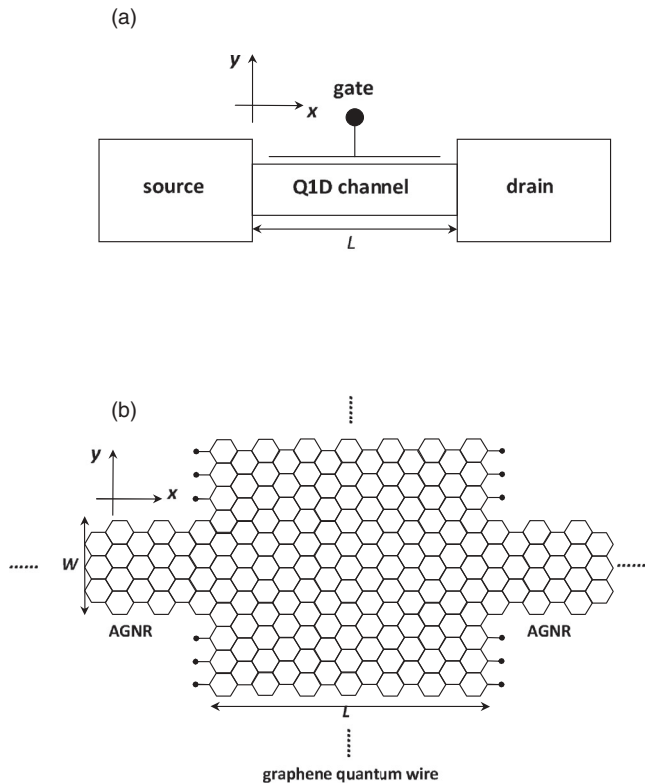 (a)
y
x
gate
source
Q1D channel
drain
L
(b)
y
x
W
AGNR
AGNR
L
graphene quantum wire